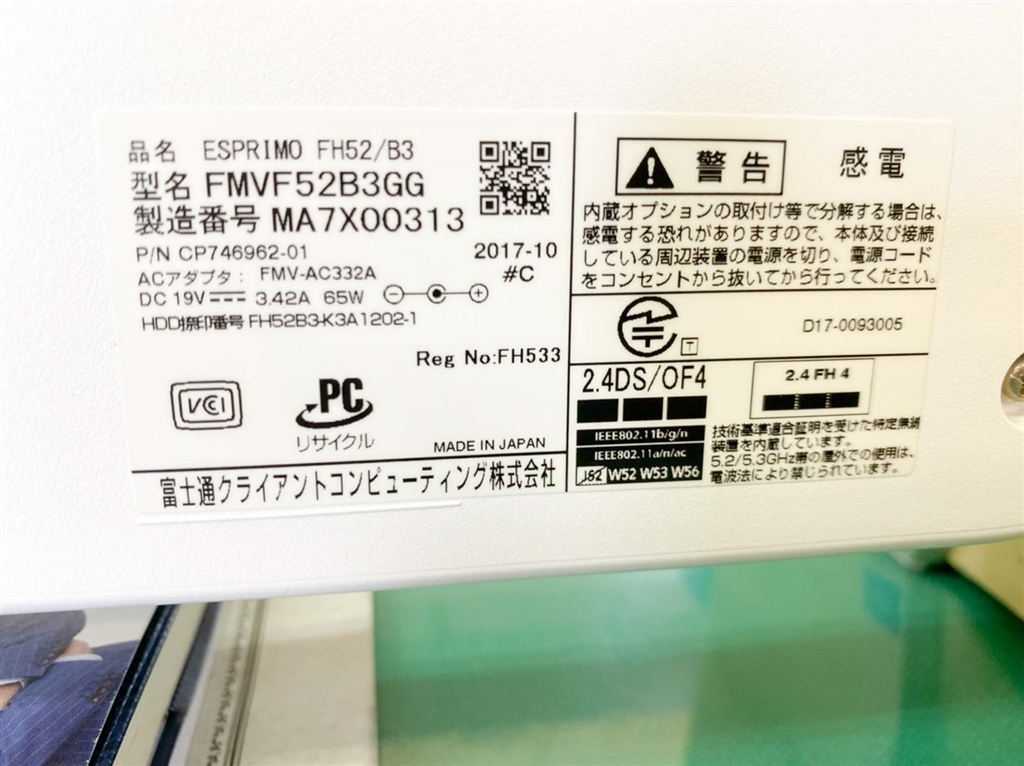 品名 ESPRIMO FH52/B3
型名 FMVF52B3GG
製造番号 MA7X00313
P/N CP746962-01
2017-10
ACアダプタ : FMV-AC332A
#C
DC 19V 3.42A 65W
HDD捺印番号 FH52B3-K3A1202-1
Reg No:FH533
VCCI
PC
リサイクル
MADE IN JAPAN
富士通クライアントコンピューティング株式会社
警告 感電
内蔵オプションの取付け等で分解する場合は、
感電する恐れがありますので、本体及び接続
している周辺装置の電源を切り、電源コード
をコンセントから抜いてから行ってください。
T
D17-0093005
2.4DS/OF4
2.4 FH 4
IEEE802.11b/g/n
IEEE802.11a/n/ac
J52 W52 W53 W56
技術基準適合証明を受けた特定無線
装置を内蔵しています。
5.2/5.3GHz帯の屋外での使用は、
電波法により禁じられています。